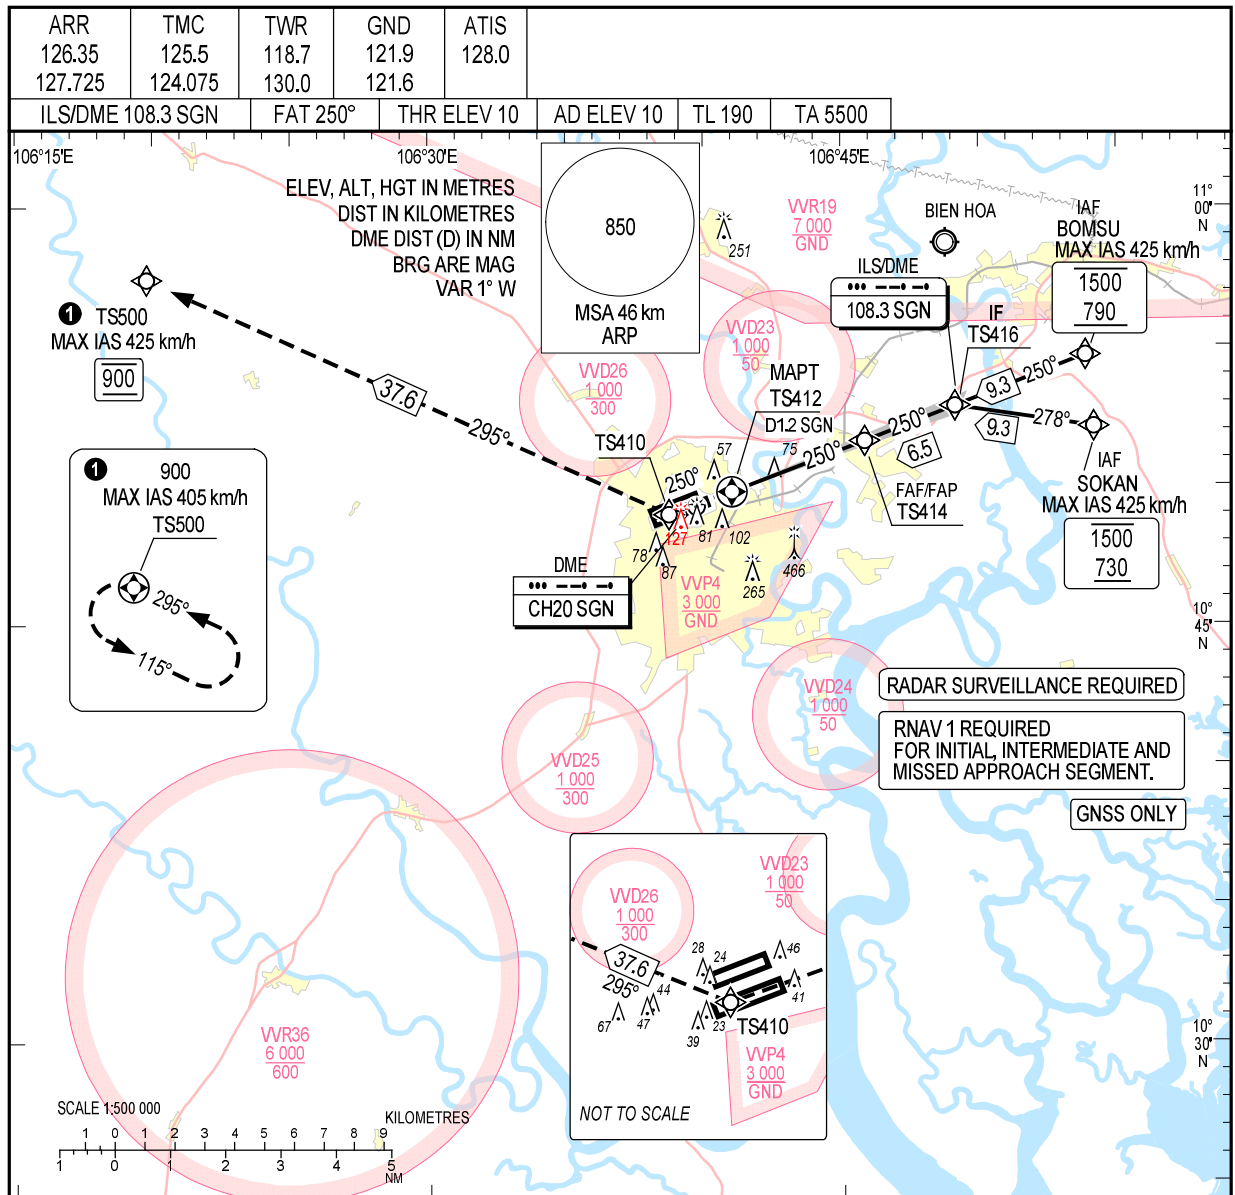 ARR TMC TWR GND ATIS
126.35 125.5 118.7 121.9 128.0
127.725 124.075 130.0 121.6
ILS/DME 108.3 SGN FAT 250° THR ELEV 10 AD ELEV 10 TL 190 TA 5500
106°15'E 106°30'E 106°45'E
ELEV, ALT, HGT IN METRES
DIST IN KILOMETRES
DME DIST (D) IN NM
BRG ARE MAG
VAR 1° W
850
MSA 46 km
ARP
VVR19
7 000
GND
251
BIEN HOA
11°
00'
N
IAF
BOMSU
MAX IAS 425 km/h
1500
790
ILS/DME
108.3 SGN
IF
TS416
1 TS500
MAX IAS 425 km/h
900
37.6
295°
VVD26
1 000
300
VVD23
1 000
50
MAPT
TS412
D1.2 SGN
TS410
250°
57
75
250°
250°
6.5
9.3
250°
9.3
278°
FAF/FAP
TS414
IAF
SOKAN
MAX IAS 425 km/h
1500
730
1 900
MAX IAS 405 km/h
TS500
295°
115°
78
87
127
81
102
265
466
DME
CH20 SGN
VVP4
3 000
GND
10°
45'
N
VVD24
1 000
50
RADAR SURVEILLANCE REQUIRED
RNAV 1 REQUIRED
FOR INITIAL, INTERMEDIATE AND
MISSED APPROACH SEGMENT.
GNSS ONLY
VVD25
1 000
300
VVR36
6 000
600
VVD26
1 000
300
VVD23
1 000
50
37.6
295°
28
24
46
44
47
67
39
23
41
TS410
VVP4
3 000
GND
NOT TO SCALE
10°
30'
N
SCALE 1:500 000
KILOMETRES
1 0 1 2 3 4 5 6 7 8 9
1 0 1 2 3 4 5
NM